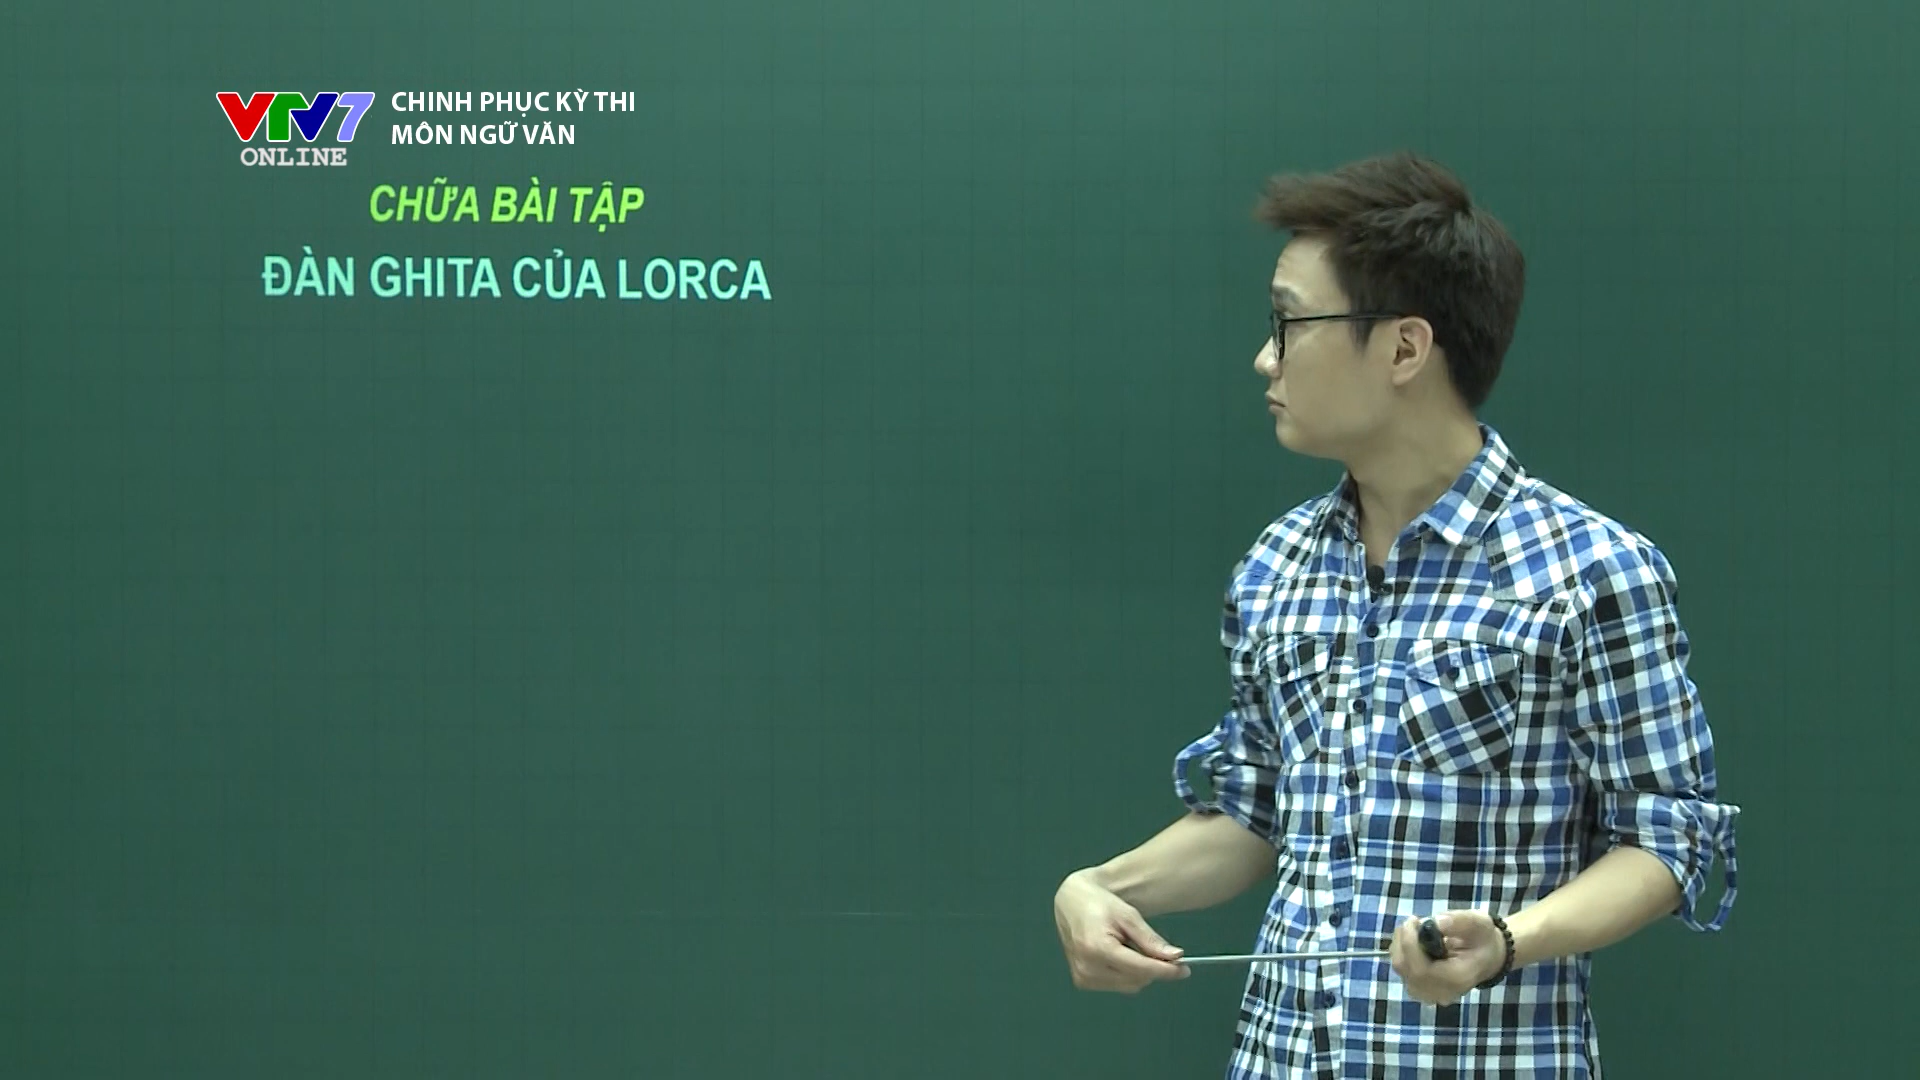 VTV7
ONLINE
CHINH PHỤC KỲ THI
MÔN NGỮ VĂN
CHỮA BÀI TẬP
ĐÀN GHITA CỦA LORCA